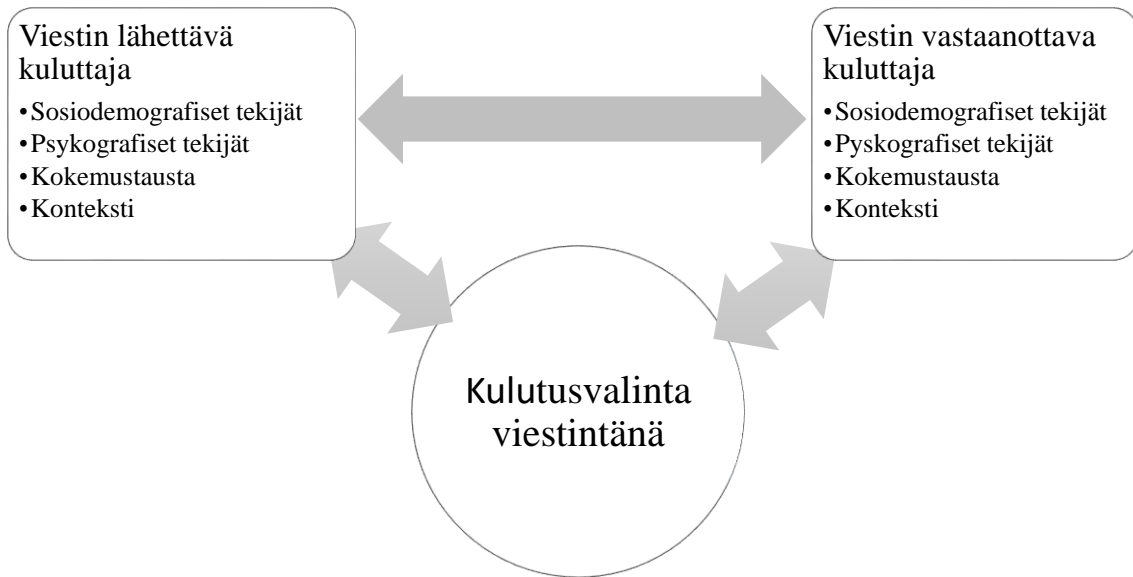 Viestin lähettävä
kuluttaja
•Sosiodemografiset tekijät
•Psykografiset tekijät
•Kokemustausta
•Konteksti
Viestin vastaanottava
kuluttaja
•Sosiodemografiset tekijät
•Pyskografiset tekijät
•Kokemustausta
•Konteksti
Kulutusvalinta
viestintänä